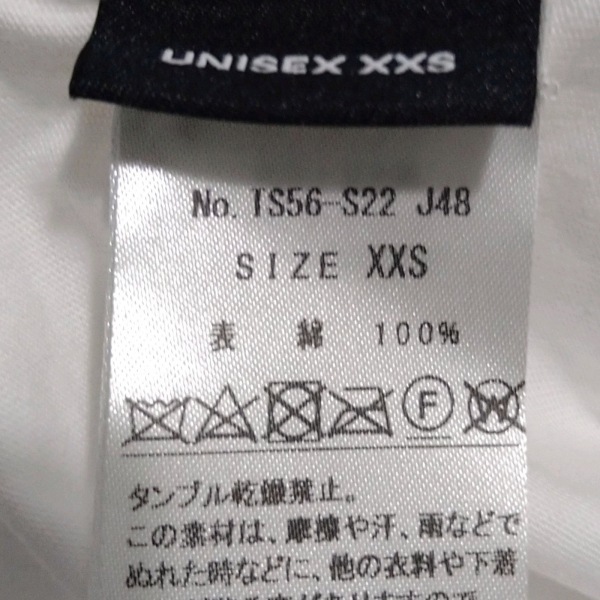 UNISEX XXS
No. TS56-S22 J48
SIZE XXS
表 綿 100%
F W
タンブル乾燥禁止。
この素材は、摩擦や汗、雨などで
ぬれた時などに、他の衣料や下着